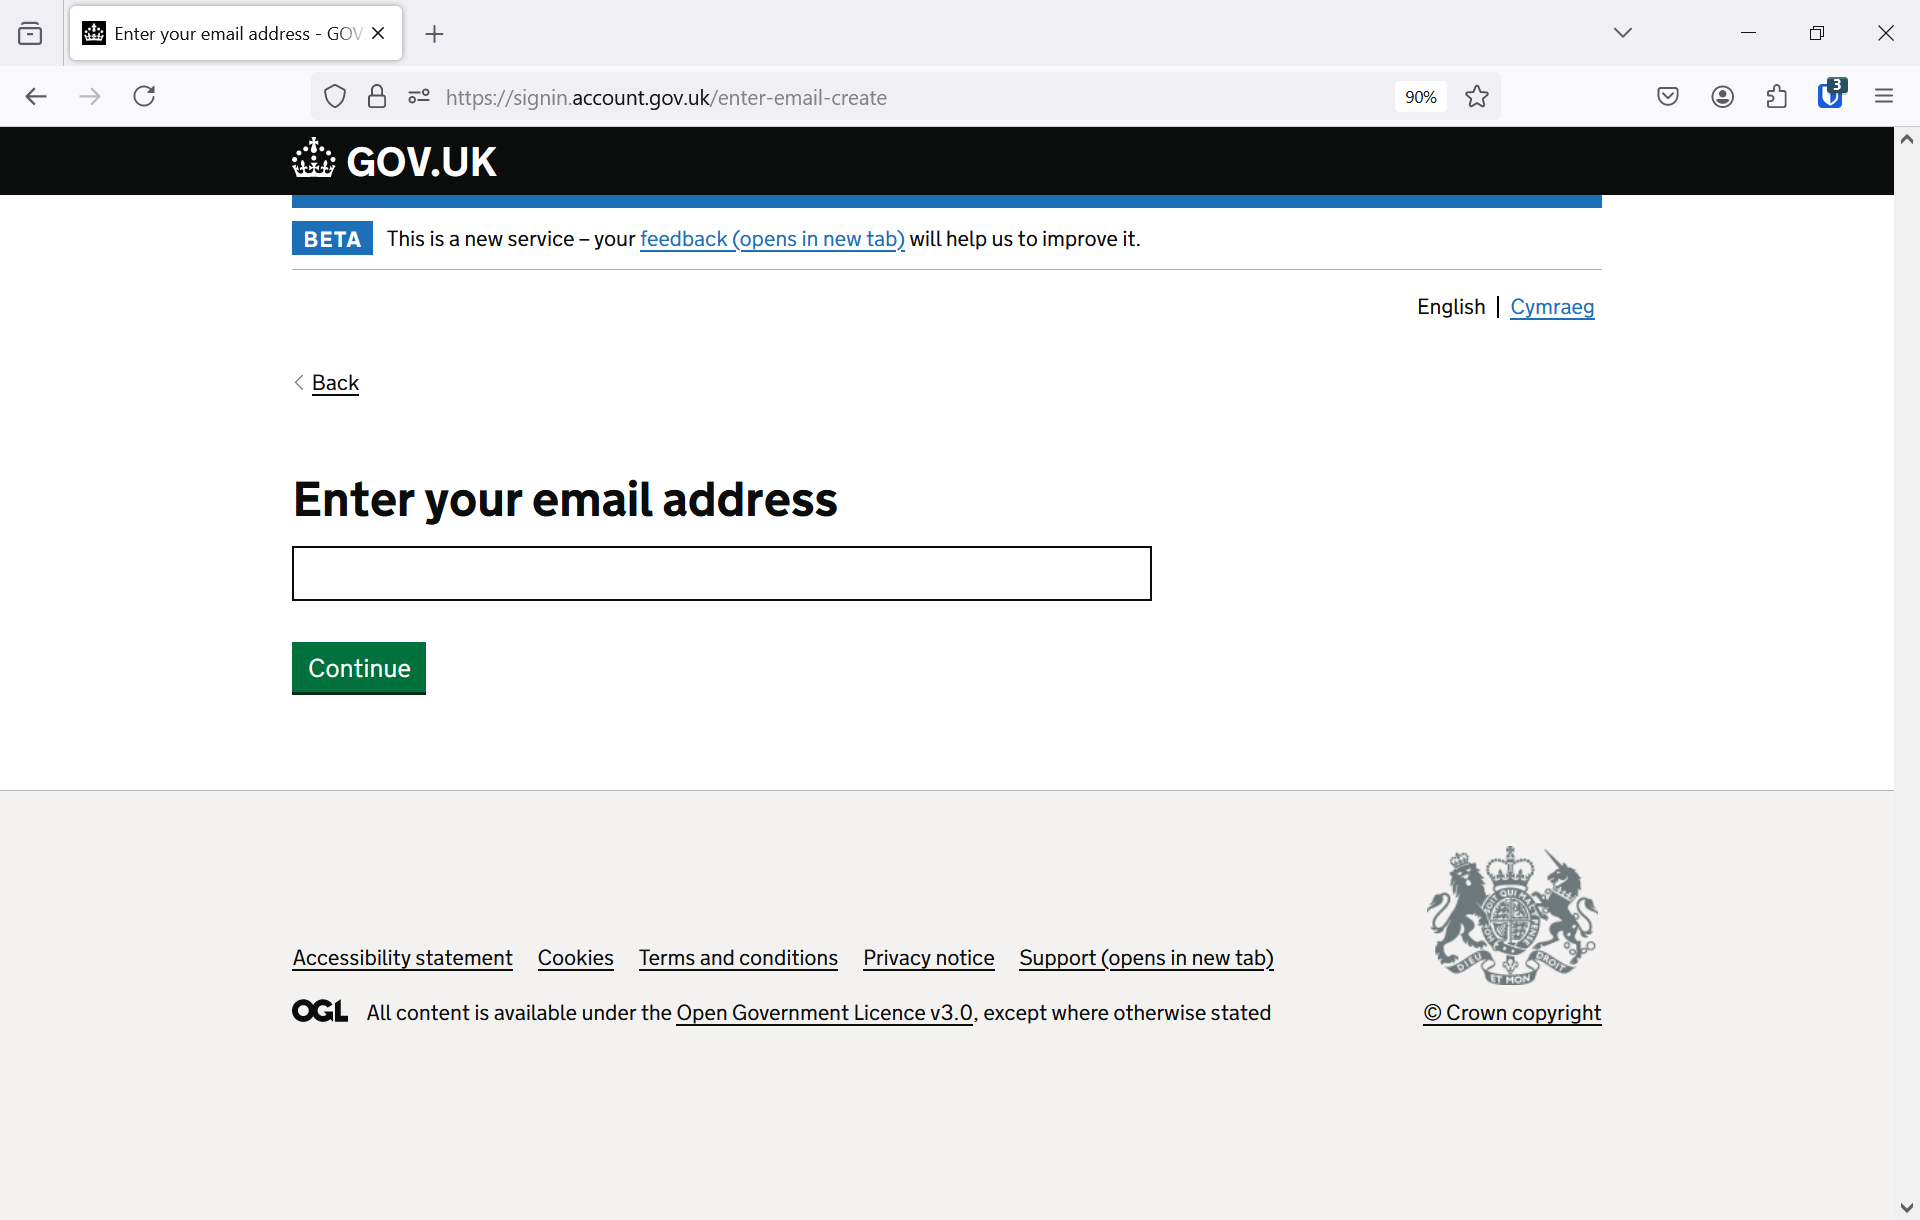 Enter your email address - GOV
https://signin.account.gov.uk/enter-email-create
90%
3
GOV.UK
BETA This is a new service – your feedback (opens in new tab) will help us to improve it.
English | Cymraeg
Back
Enter your email address
Continue
Accessibility statement Cookies Terms and conditions Privacy notice Support (opens in new tab)
OGL All content is available under the Open Government Licence v3.0, except where otherwise stated
DIEU ET MON DROIT
© Crown copyright